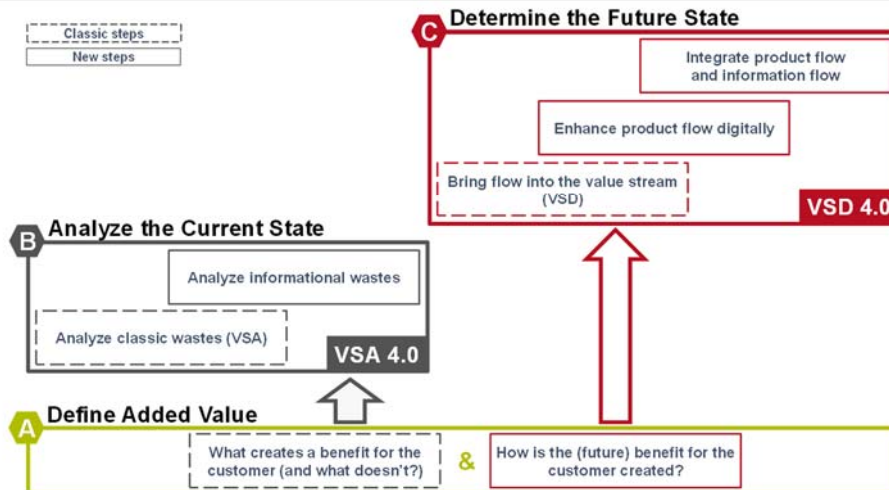 Classic steps
New steps
C
Determine the Future State
Integrate product flow
and information flow
Enhance product flow digitally
Bring flow into the value stream
(VSD)
VSD 4.0
B
Analyze the Current State
Analyze informational wastes
Analyze classic wastes (VSA)
VSA 4.0
A
Define Added Value
What creates a benefit for the
customer (and what doesn't?)
&
How is the (future) benefit for the
customer created?